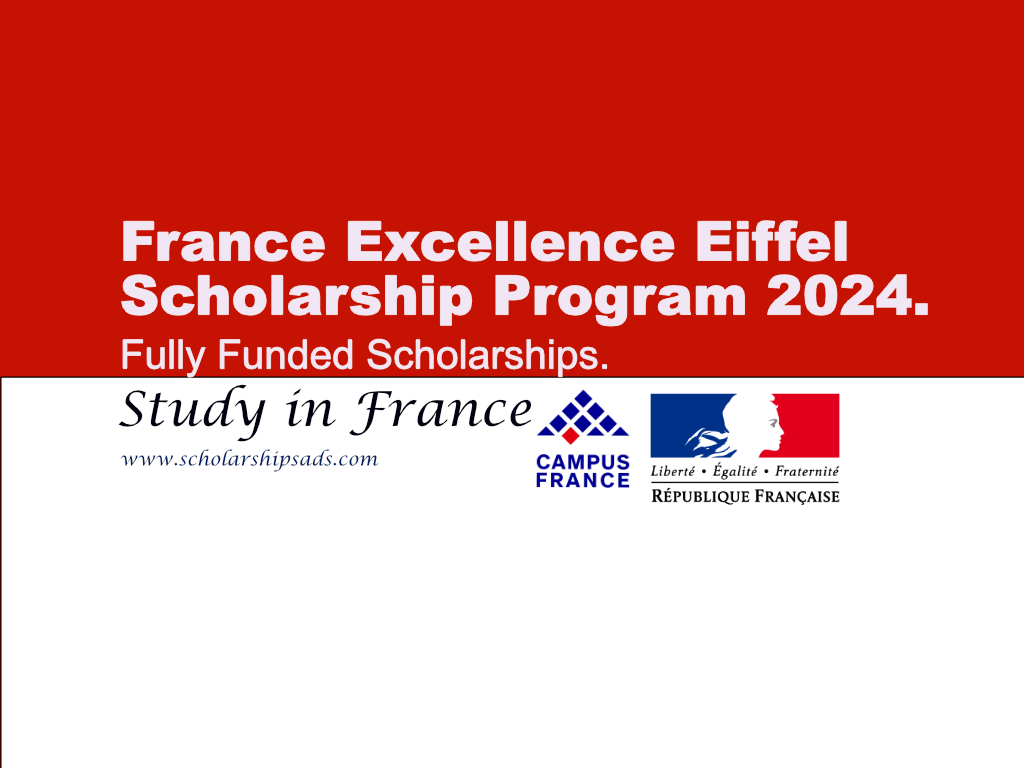 France Excellence Eiffel
Scholarship Program 2024.
Fully Funded Scholarships.
Study in France
www.scholarshipsads.com
CAMPUS
FRANCE
Liberté • Égalité • Fraternité
RÉPUBLIQUE FRANÇAISE